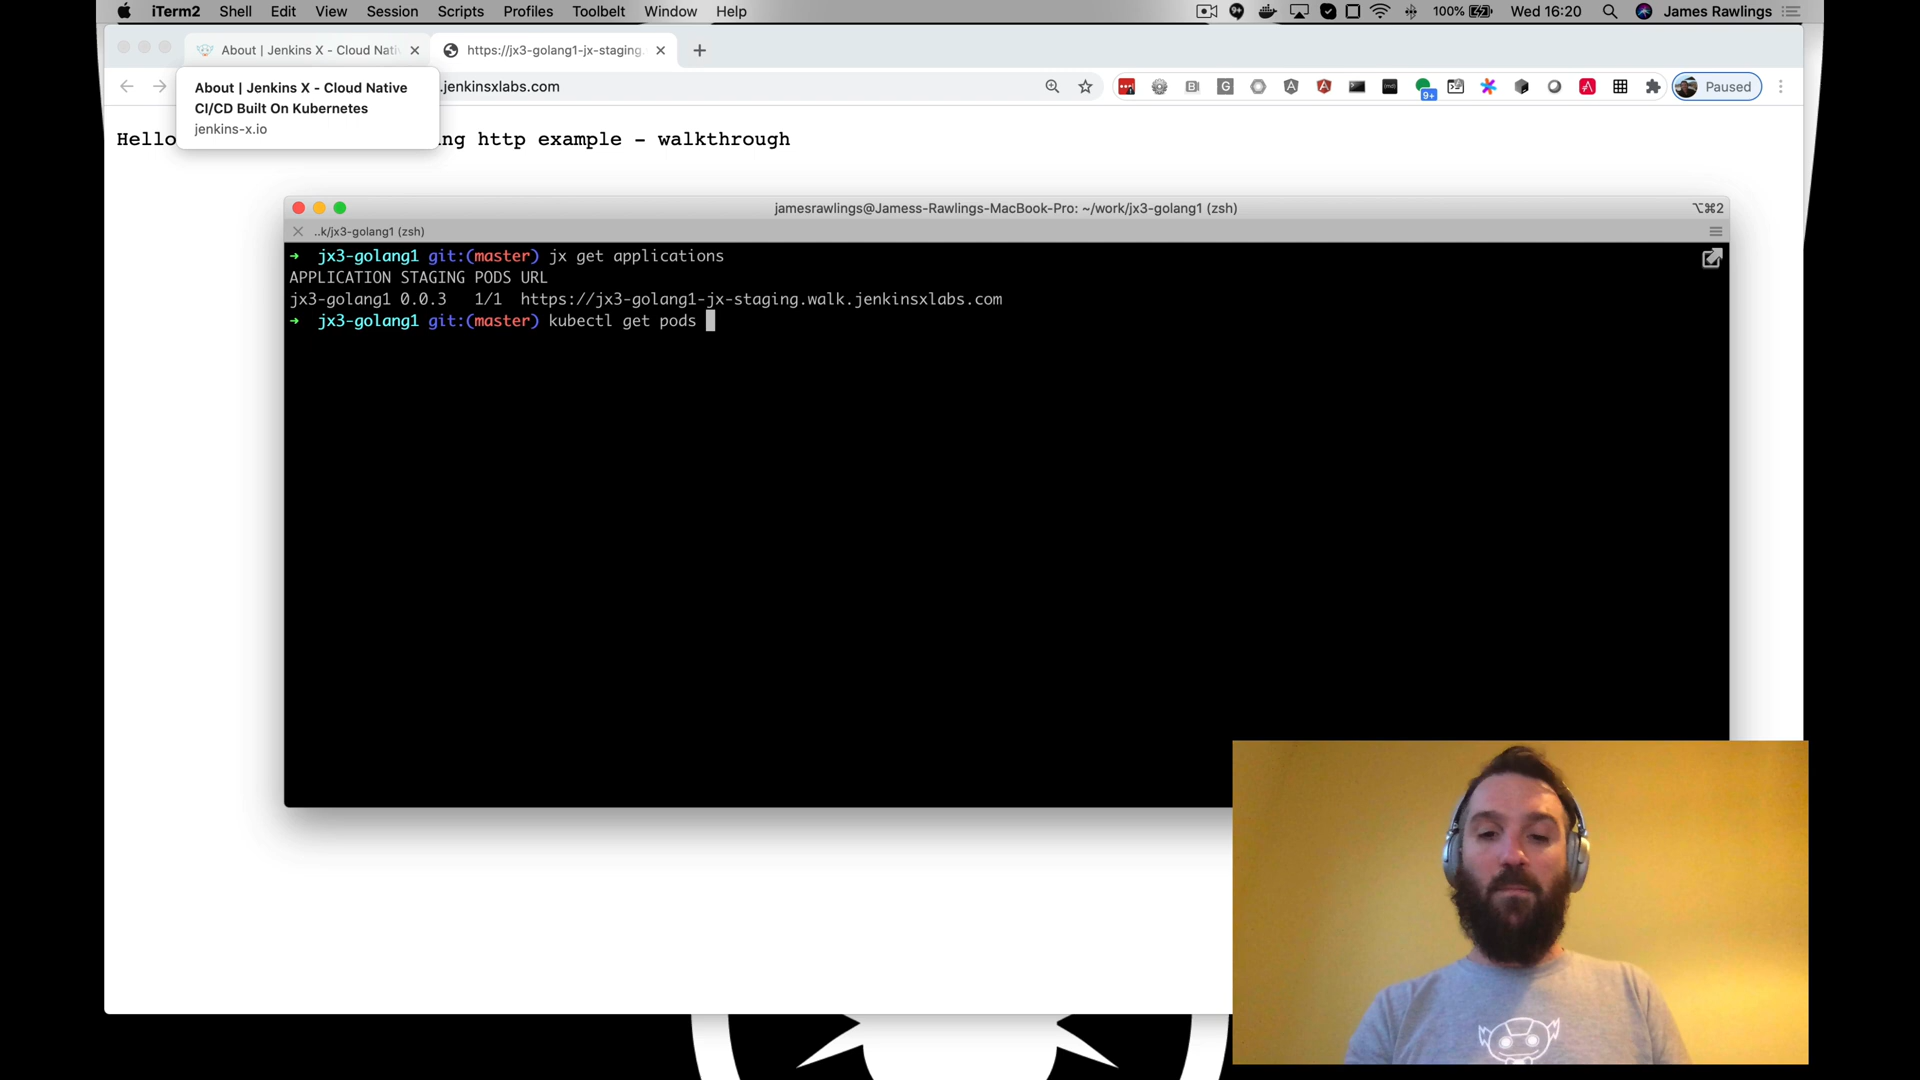 iTerm2 Shell Edit View Session Scripts Profiles Toolbelt Window Help 100% Wed 16:20 James Rawlings
About | Jenkins X - Cloud Nati https://jx3-golang1-jx-staging.
.jenkinsxlabs.com 9+ Paused
About | Jenkins X - Cloud Native
CI/CD Built On Kubernetes
jenkins-x.io
Hello ng http example - walkthrough
jamesrawlings@Jamess-Rawlings-MacBook-Pro: ~/work/jx3-golang1 (zsh) ⌥⌘2
..k/jx3-golang1 (zsh)
➜ jx3-golang1 git:(master) jx get applications
APPLICATION STAGING PODS URL
jx3-golang1 0.0.3 1/1 https://jx3-golang1-jx-staging.walk.jenkinsxlabs.com
➜ jx3-golang1 git:(master) kubectl get pods